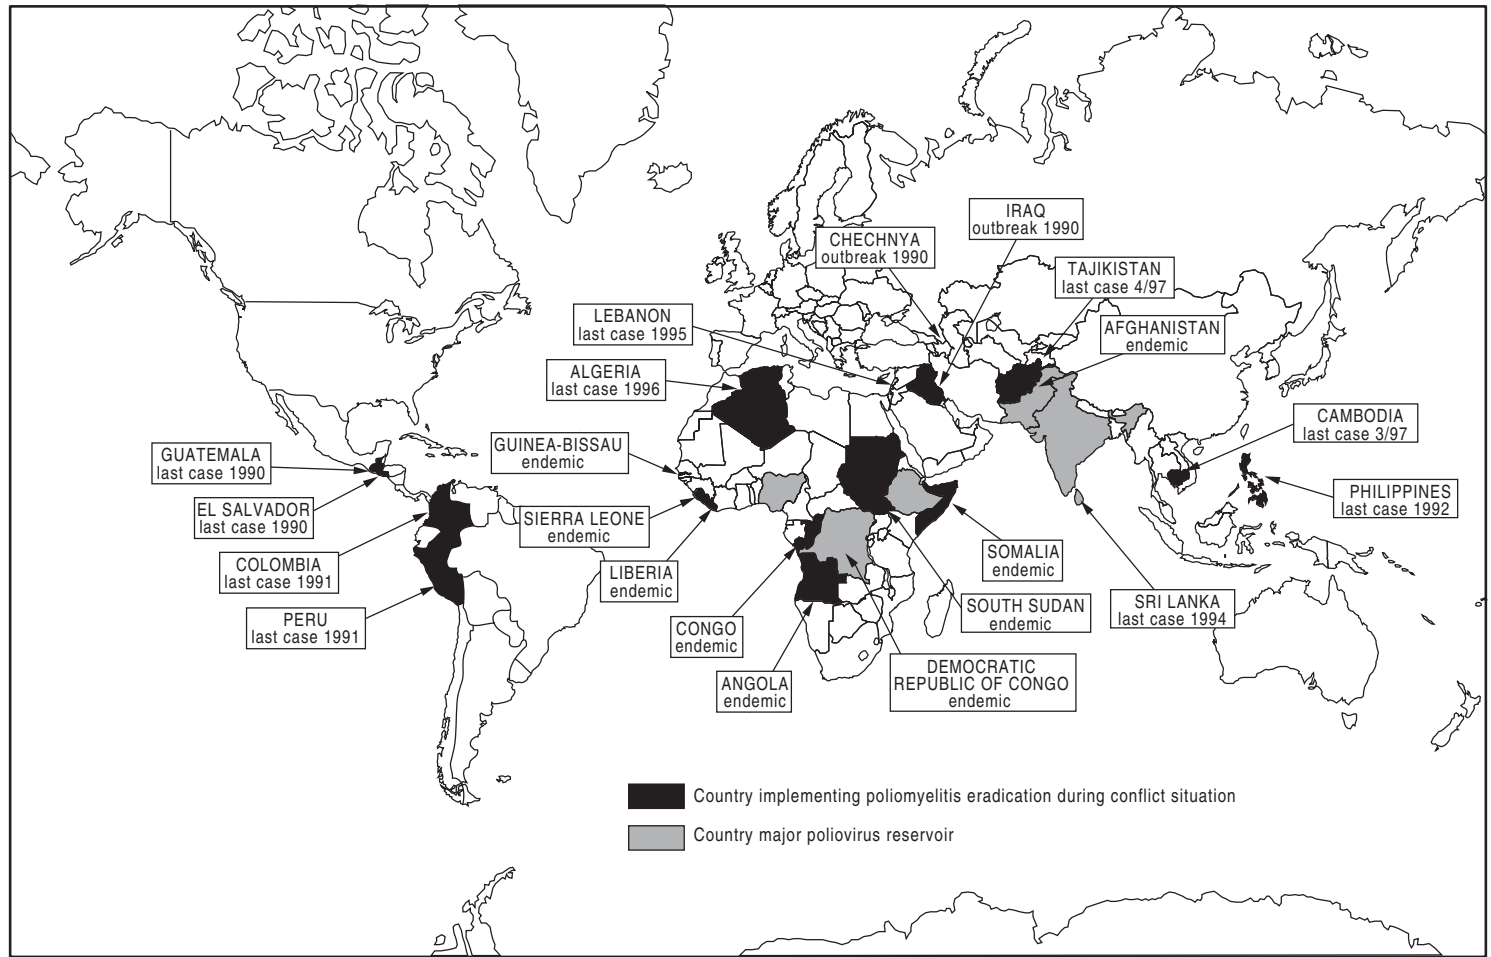 IRAQ
outbreak 1990
CHECHNYA
outbreak 1990
TAJIKISTAN
last case 4/97
LEBANON
last case 1995
AFGHANISTAN
endemic
ALGERIA
last case 1996
CAMBODIA
last case 3/97
GUINEA-BISSAU
endemic
GUATEMALA
last case 1990
PHILIPPINES
last case 1992
EL SALVADOR
last case 1990
SIERRA LEONE
endemic
SOMALIA
endemic
COLOMBIA
last case 1991
LIBERIA
endemic
SRI LANKA
last case 1994
SOUTH SUDAN
endemic
PERU
last case 1991
CONGO
endemic
DEMOCRATIC
REPUBLIC OF CONGO
endemic
ANGOLA
endemic
Country implementing poliomyelitis eradication during conflict situation
Country major poliovirus reservoir